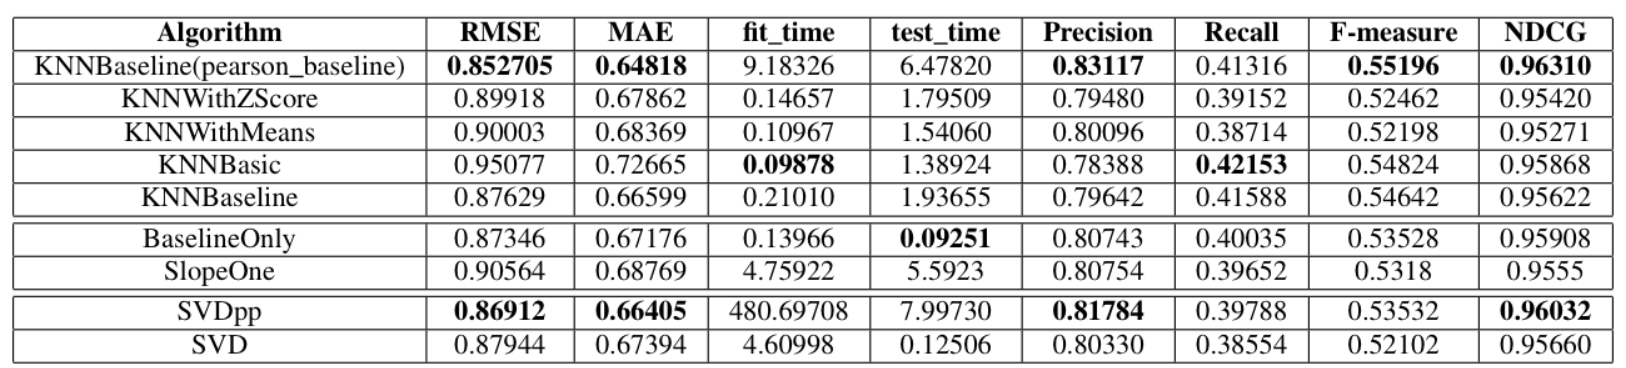 Algorithm RMSE MAE fit_time test_time Precision Recall F-measure NDCG
KNNBaseline(pearson_baseline) 0.852705 0.64818 9.18326 6.47820 0.83117 0.41316 0.55196 0.96310
KNNWithZScore 0.89918 0.67862 0.14657 1.79509 0.79480 0.39152 0.52462 0.95420
KNNWithMeans 0.90003 0.68369 0.10967 1.54060 0.80096 0.38714 0.52198 0.95271
KNNBasic 0.95077 0.72665 0.09878 1.38924 0.78388 0.42153 0.54824 0.95868
KNNBaseline 0.87629 0.66599 0.21010 1.93655 0.79642 0.41588 0.54642 0.95622
BaselineOnly 0.87346 0.67176 0.13966 0.09251 0.80743 0.40035 0.53528 0.95908
SlopeOne 0.90564 0.68769 4.75922 5.5923 0.80754 0.39652 0.5318 0.9555
SVDpp 0.86912 0.66405 480.69708 7.99730 0.81784 0.39788 0.53532 0.96032
SVD 0.87944 0.67394 4.60998 0.12506 0.80330 0.38554 0.52102 0.95660